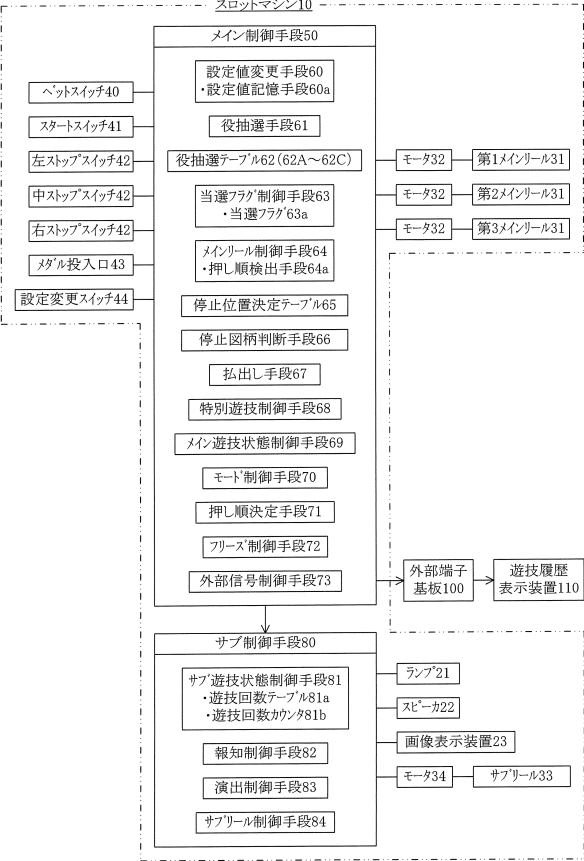 スロットマシン10
メイン制御手段50
設定値変更手段60
・設定値記憶手段60a
役抽選手段61
役抽選テーブル62(62A～62C)
当選フラグ制御手段63
・当選フラグ63a
メインリール制御手段64
・押し順検出手段64a
停止位置決定テーブル65
停止図柄判断手段66
払出し手段67
特別遊技制御手段68
メイン遊技状態制御手段69
モード制御手段70
押し順決定手段71
フリーズ制御手段72
外部信号制御手段73
ベットスイッチ40
スタートスイッチ41
左ストップスイッチ42
中ストップスイッチ42
右ストップスイッチ42
メダル投入口43
設定変更スイッチ44
モータ32
第1メインリール31
モータ32
第2メインリール31
モータ32
第3メインリール31
外部端子
基板100
遊技履歴
表示装置110
サブ制御手段80
サブ遊技状態制御手段81
・遊技回数テーブル81a
・遊技回数カウンタ81b
報知制御手段82
演出制御手段83
サブリール制御手段84
ランプ21
スピーカ22
画像表示装置23
モータ34
サブリール33